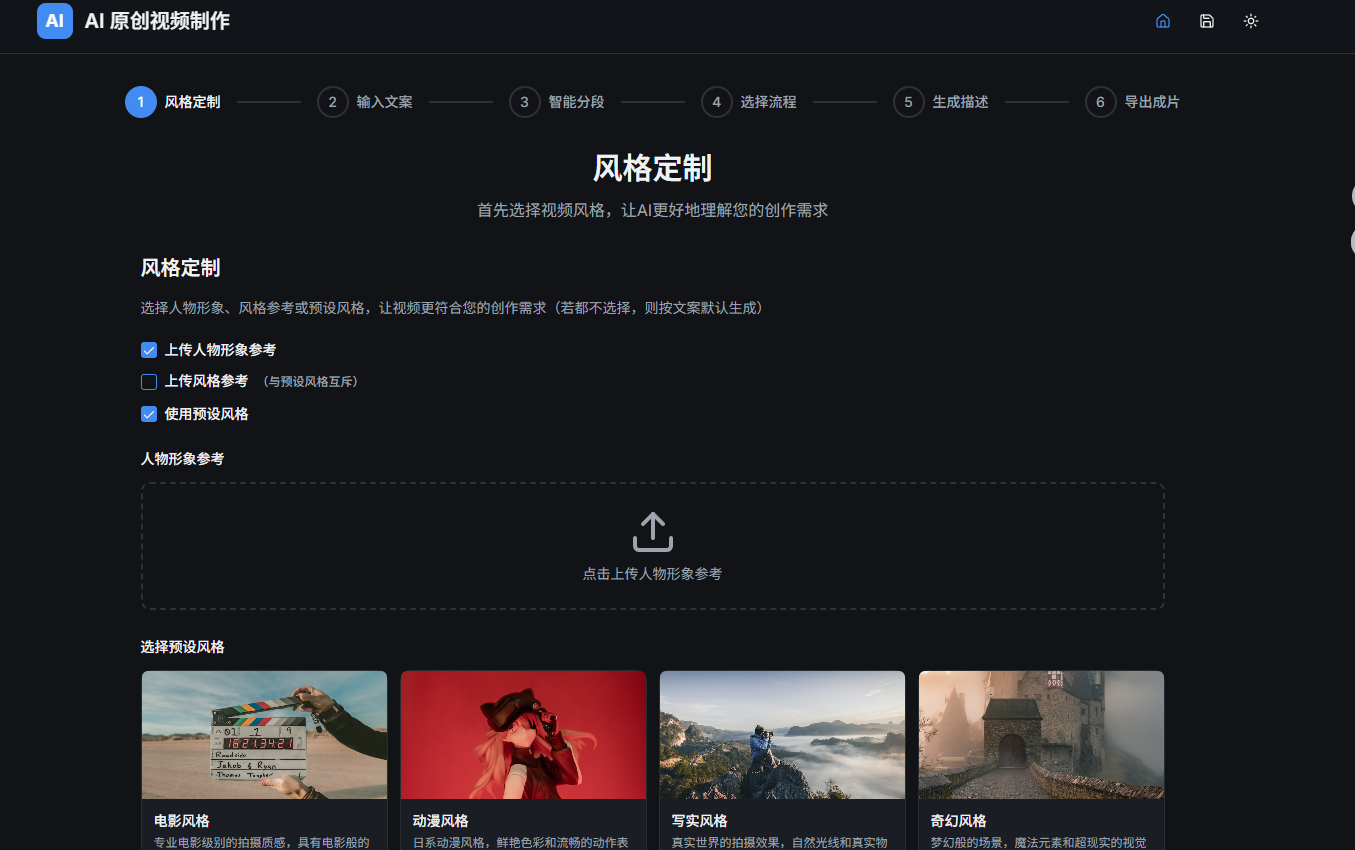 AI AI 原创视频制作
1 风格定制 2 输入文案 3 智能分段 4 选择流程 5 生成描述 6 导出成片
风格定制
首先选择视频风格，让AI更好地理解您的创作需求
风格定制
选择人物形象、风格参考或预设风格，让视频更符合您的创作需求（若都不选择，则按文案默认生成）
上传人物形象参考
上传风格参考 （与预设风格互斥）
使用预设风格
人物形象参考
点击上传人物形象参考
选择预设风格
16:21:34:21
Roadside
Jakob & Ryan
电影风格 动漫风格 写实风格 奇幻风格
专业电影级别的拍摄质感，具有电影般的 日系动漫风格，鲜艳色彩和流畅的动作表 真实世界的拍摄效果，自然光线和真实物 梦幻般的场景，魔法元素和超现实的视觉